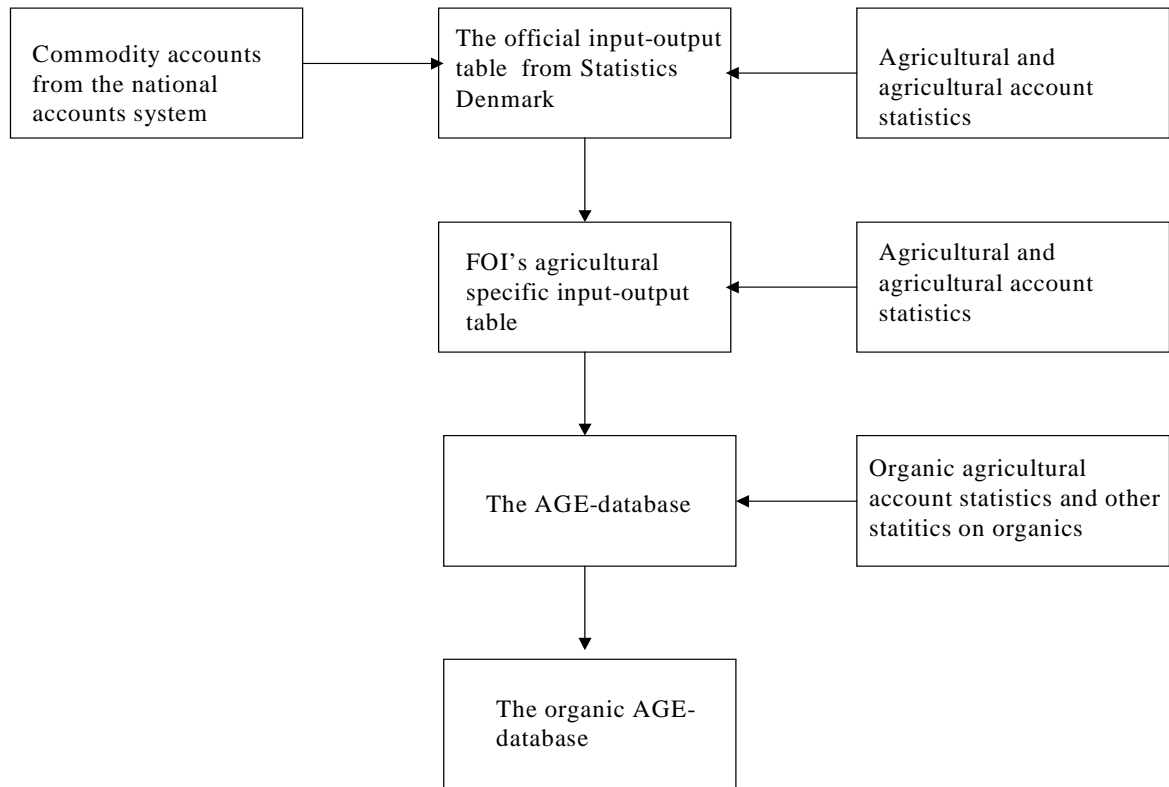 Commodity accounts
from the national
accounts system
The official input-output
table from Statistics
Denmark
Agricultural and
agricultural account
statistics
FOI's agricultural
specific input-output
table
Agricultural and
agricultural account
statistics
The AGE-database
Organic agricultural
account statistics and other
statitics on organics
The organic AGE-
database